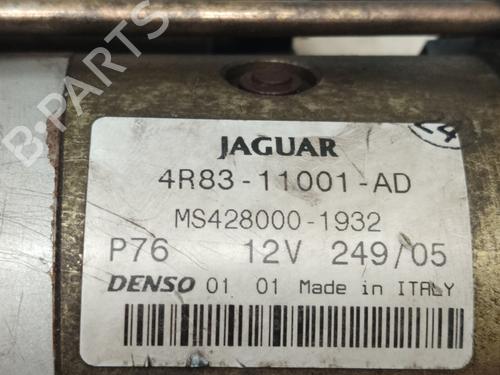 JAGUAR
4R83-11001-AD
MS428000-1932
P76 12V 249/05
DENSO 01 01 Made in ITALY
B-PARTS